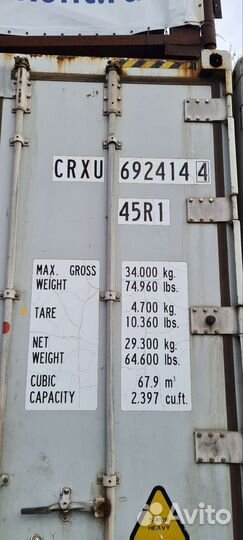 CRXU 692414 4
45R1
MAX. GROSS 34.000 kg.
WEIGHT 74.960 lbs.
TARE 4.700 kg.
10.360 lbs.
NET 29.300 kg.
WEIGHT 64.600 lbs.
CUBIC 67.9 m³
CAPACITY 2.397 cu.ft.
HEAVY
Avito